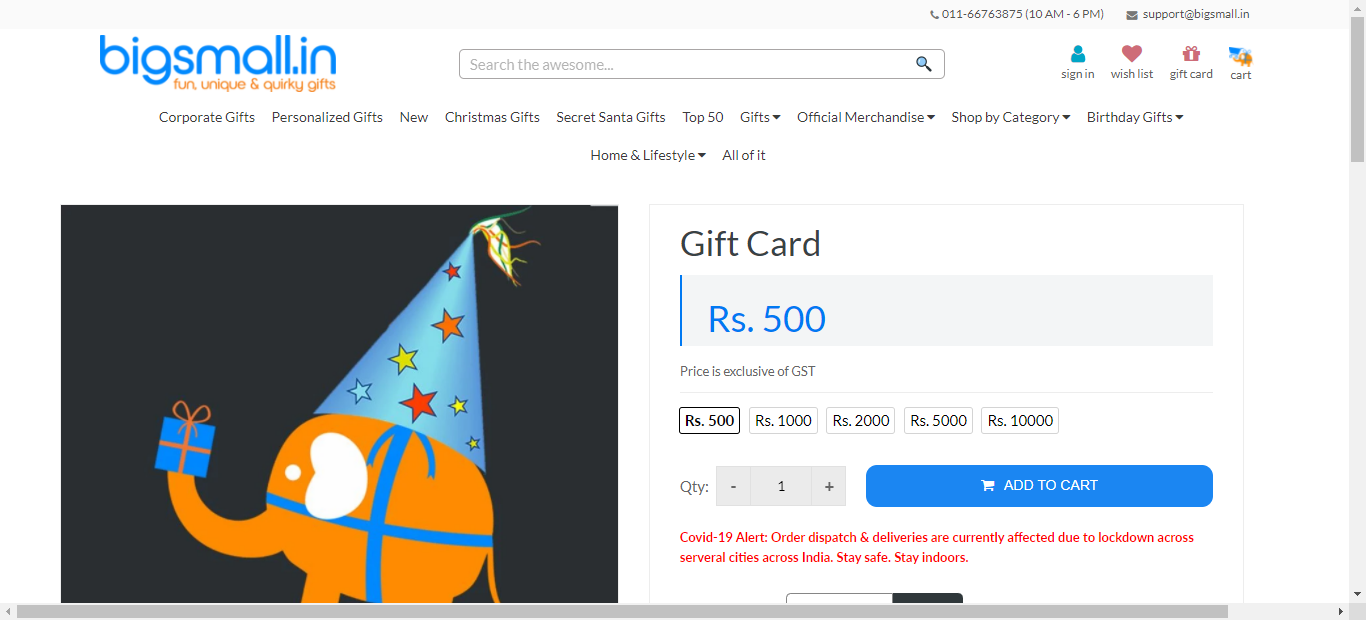 011-66763875 (10 AM - 6 PM) support@bigsmall.in
bigsmall.in
fun, unique & quirky gifts
Search the awesome...
sign in wish list gift card cart
Corporate Gifts Personalized Gifts New Christmas Gifts Secret Santa Gifts Top 50 Gifts Official Merchandise Shop by Category Birthday Gifts
Home & Lifestyle All of it
Gift Card
Rs. 500
Price is exclusive of GST
Rs. 500 Rs. 1000 Rs. 2000 Rs. 5000 Rs. 10000
Qty: - 1 + ADD TO CART
Covid-19 Alert: Order dispatch & deliveries are currently affected due to lockdown across
serveral cities across India. Stay safe. Stay indoors.